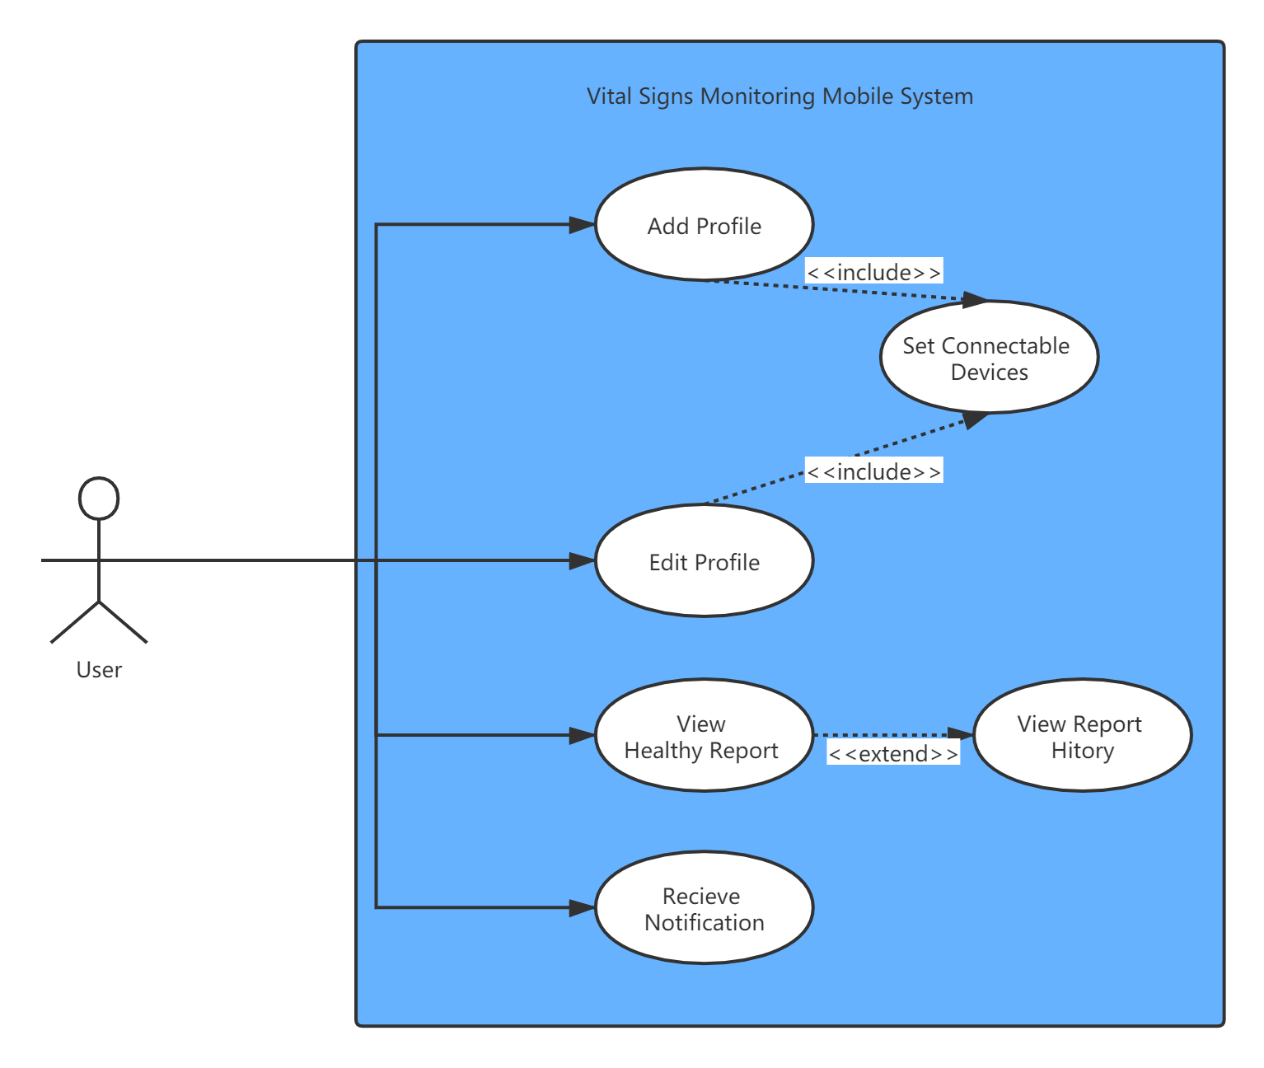 Vital Signs Monitoring Mobile System
Add Profile
<<include>>
Set Connectable
Devices
<<include>>
Edit Profile
User
View
Healthy Report
<<extend>>
View Report
Hitory
Recieve
Notification